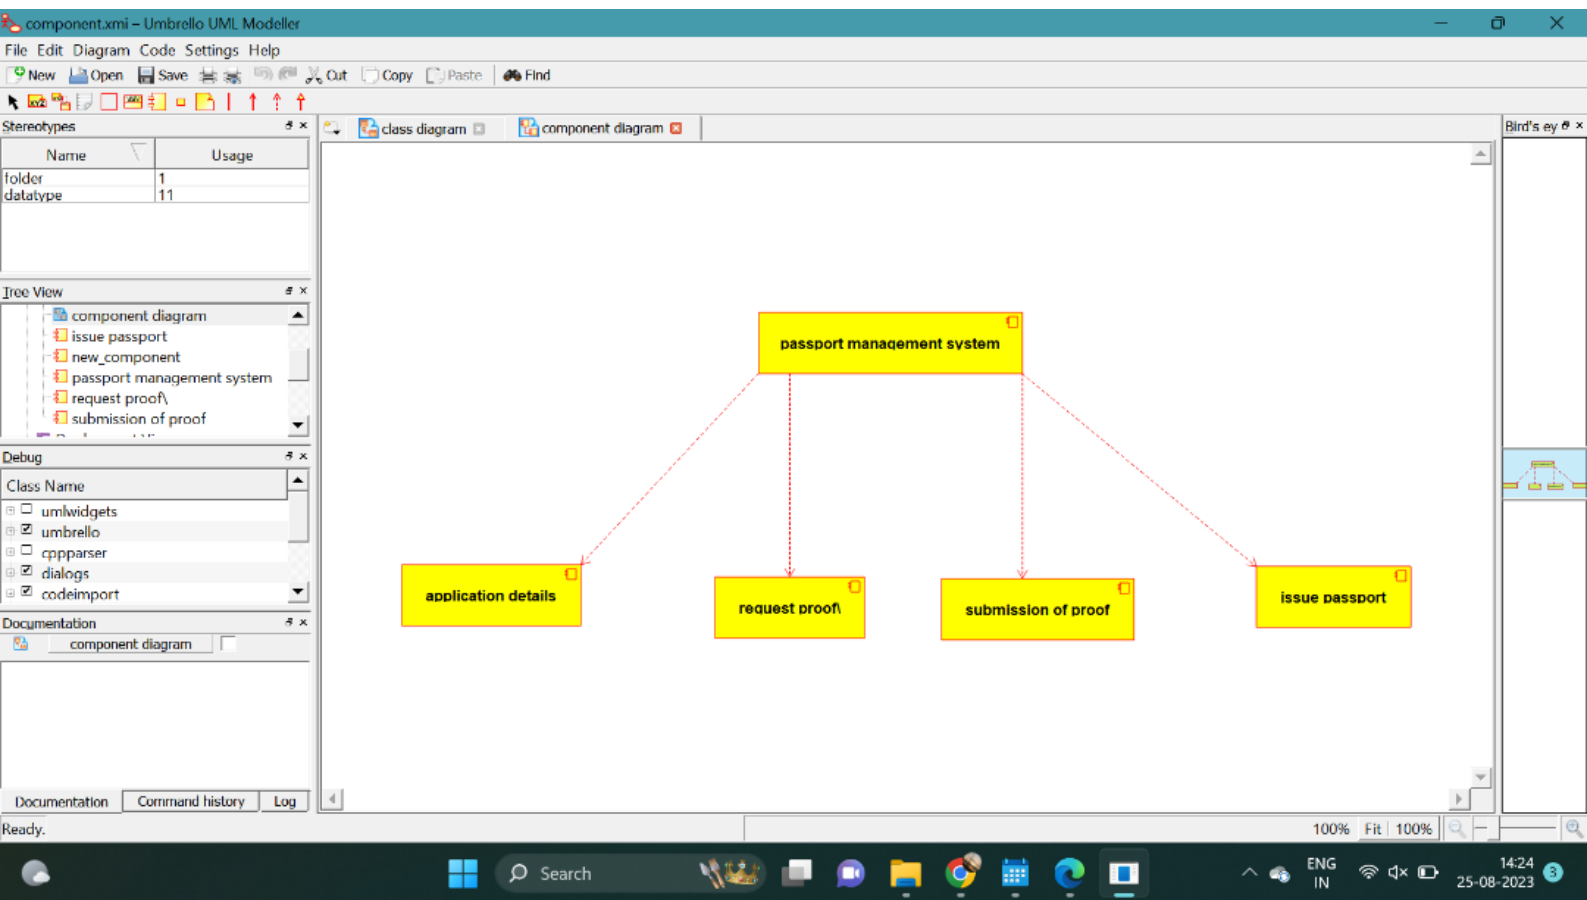 component.xmi – Umbrello UML Modeller
File Edit Diagram Code Settings Help
New Open Save Cut Copy Paste Find
Stereotypes
Name Usage
folder 1
datatype 11
Tree View
component diagram
issue passport
new_component
passport management system
request proof\
submission of proof
Debug
Class Name
umlwidgets
umbrello
cppparser
dialogs
codeimport
Documentation
component diagram
Documentation Command history Log
Ready.
class diagram component diagram
passport management system
application details
request proof\
submission of proof
issue passport
Bird's ey
100% Fit 100%
Search
ENG
IN
14:24
25-08-2023
3